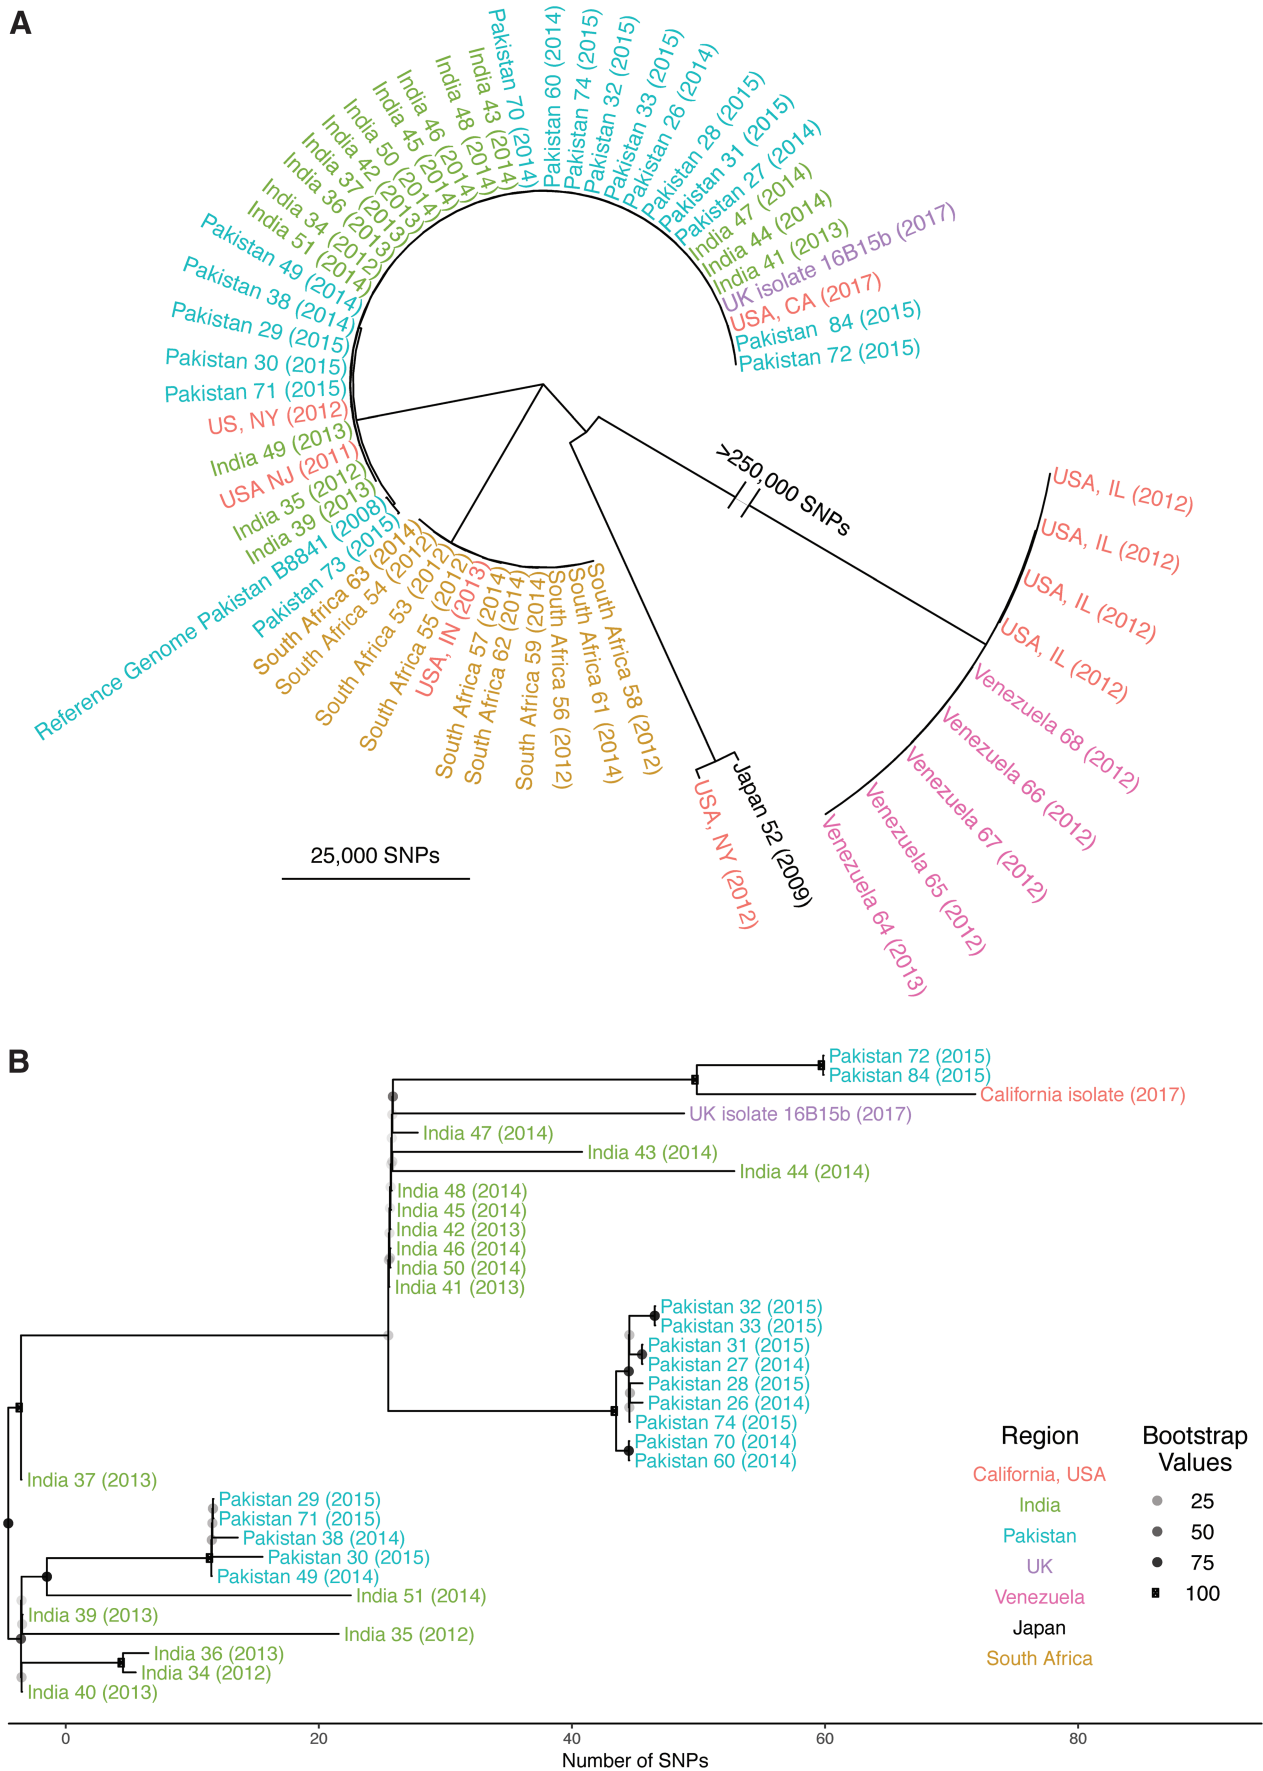 A
Pakistan 70 (2014)
Pakistan 60 (2014)
Pakistan 74 (2015)
Pakistan 32 (2015)
Pakistan 33 (2015)
Pakistan 26 (2014)
Pakistan 28 (2015)
Pakistan 31 (2015)
Pakistan 27 (2014)
India 47 (2014)
India 44 (2014)
India 41 (2013)
UK isolate 16B15b (2017)
USA, CA (2017)
Pakistan  84 (2015)
Pakistan 72 (2015)
India 43 (2014)
India 48 (2014)
India 46 (2014)
India 45 (2014)
India 50 (2014)
India 42 (2013)
India 37 (2013)
India 36 (2013)
India 34 (2012)
India 51 (2014)
Pakistan 49 (2014)
Pakistan 38 (2014)
Pakistan 29 (2015)
Pakistan 30 (2015)
Pakistan 71 (2015)
US, NY (2012)
India 49 (2013)
USA NJ (2011)
India 35 (2012)
India 39 (2013)
Reference Genome Pakistan B8841 (2008)
Pakistan 73 (2015)
South Africa 63 (2014)
South Africa 54 (2012)
South Africa 53 (2012)
South Africa 55 (2012)
USA, IN (2013)
South Africa 57 (2014)
South Africa 62 (2014)
South Africa 59 (2014)
South Africa 56 (2012)
South Africa 61 (2014)
South Africa 58 (2012)
>250,000 SNPs
USA, IL (2012)
USA, IL (2012)
USA, IL (2012)
USA, IL (2012)
Venezuela 68 (2012)
Venezuela 66 (2012)
Venezuela 67 (2012)
Venezuela 65 (2012)
Venezuela 64 (2013)
Japan 52 (2009)
USA, NY (2012)
25,000 SNPs
B
Pakistan 72 (2015)
Pakistan 84 (2015)
California isolate (2017)
UK isolate 16B15b (2017)
India 47 (2014)
India 43 (2014)
India 44 (2014)
India 48 (2014)
India 45 (2014)
India 42 (2013)
India 46 (2014)
India 50 (2014)
India 41 (2013)
Pakistan 32 (2015)
Pakistan 33 (2015)
Pakistan 31 (2015)
Pakistan 27 (2014)
Pakistan 28 (2015)
Pakistan 26 (2014)
Pakistan 74 (2015)
Pakistan 70 (2014)
Pakistan 60 (2014)
India 37 (2013)
Pakistan 29 (2015)
Pakistan 71 (2015)
Pakistan 38 (2014)
Pakistan 30 (2015)
Pakistan 49 (2014)
India 51 (2014)
India 39 (2013)
India 35 (2012)
India 36 (2013)
India 34 (2012)
India 40 (2013)
Region
California, USA
India
Pakistan
UK
Venezuela
Japan
South Africa
Bootstrap
Values
25
50
75
100
0 20 40 60 80
Number of SNPs